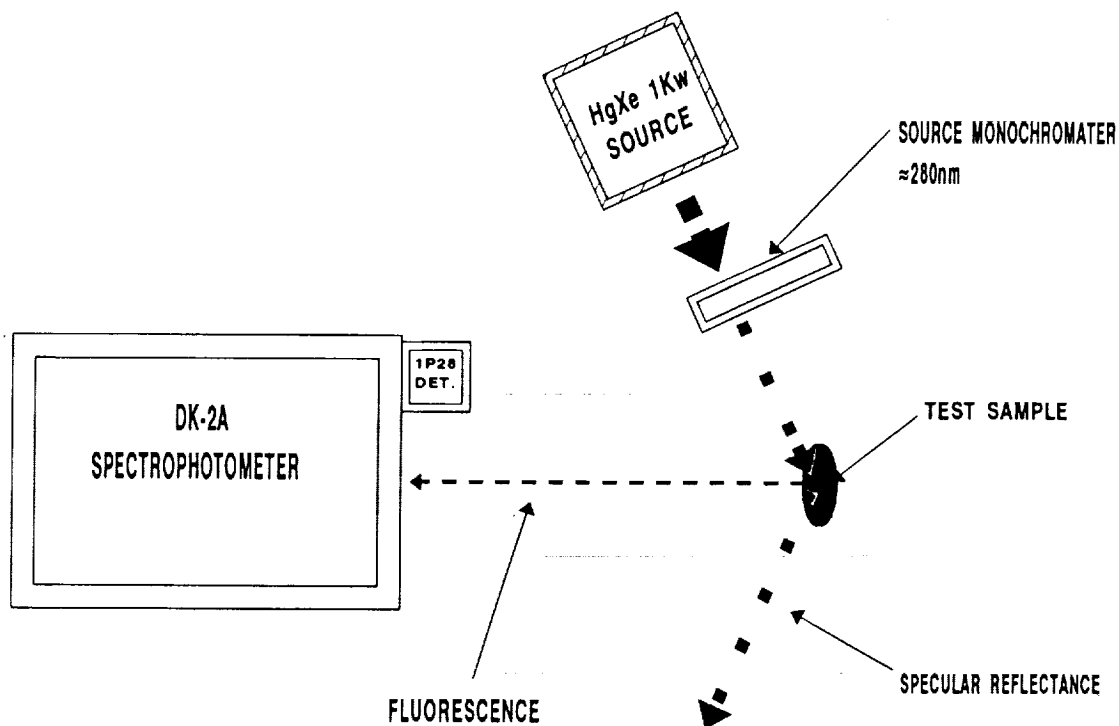 HgXe 1Kw
SOURCE
SOURCE MONOCHROMATER
≈280nm
1P28
DET.
DK-2A
SPECTROPHOTOMETER
TEST SAMPLE
SPECULAR REFLECTANCE
FLUORESCENCE